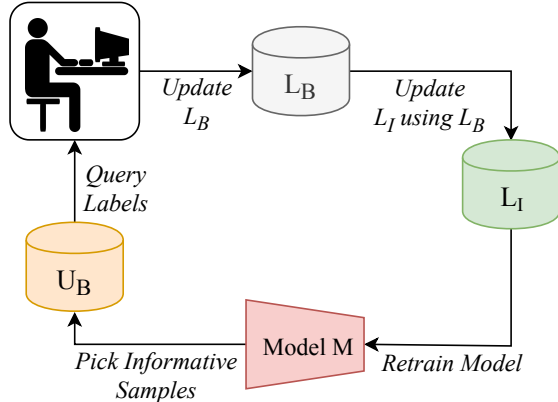 Update
L_B
L_B
Update
L_I using L_B
Query
Labels
L_I
U_B
Model M
Pick Informative
Samples
Retrain Model